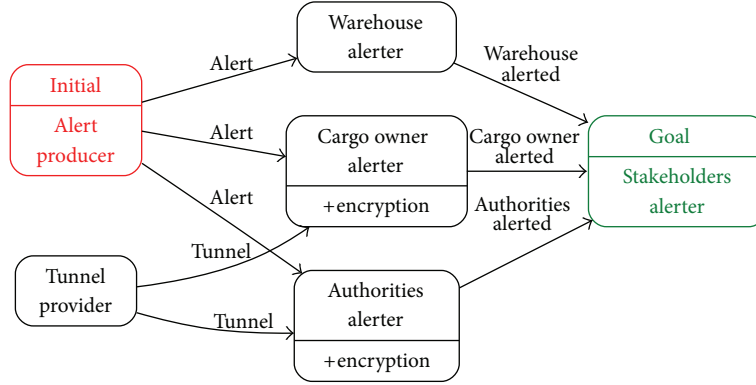 Initial
Alert
producer
Alert
Alert
Alert
Warehouse
alerter
Warehouse
alerted
Cargo owner
alerter
+encryption
Cargo owner
alerted
Goal
Stakeholders
alerter
Authorities
alerted
Tunnel
provider
Tunnel
Tunnel
Authorities
alerter
+encryption